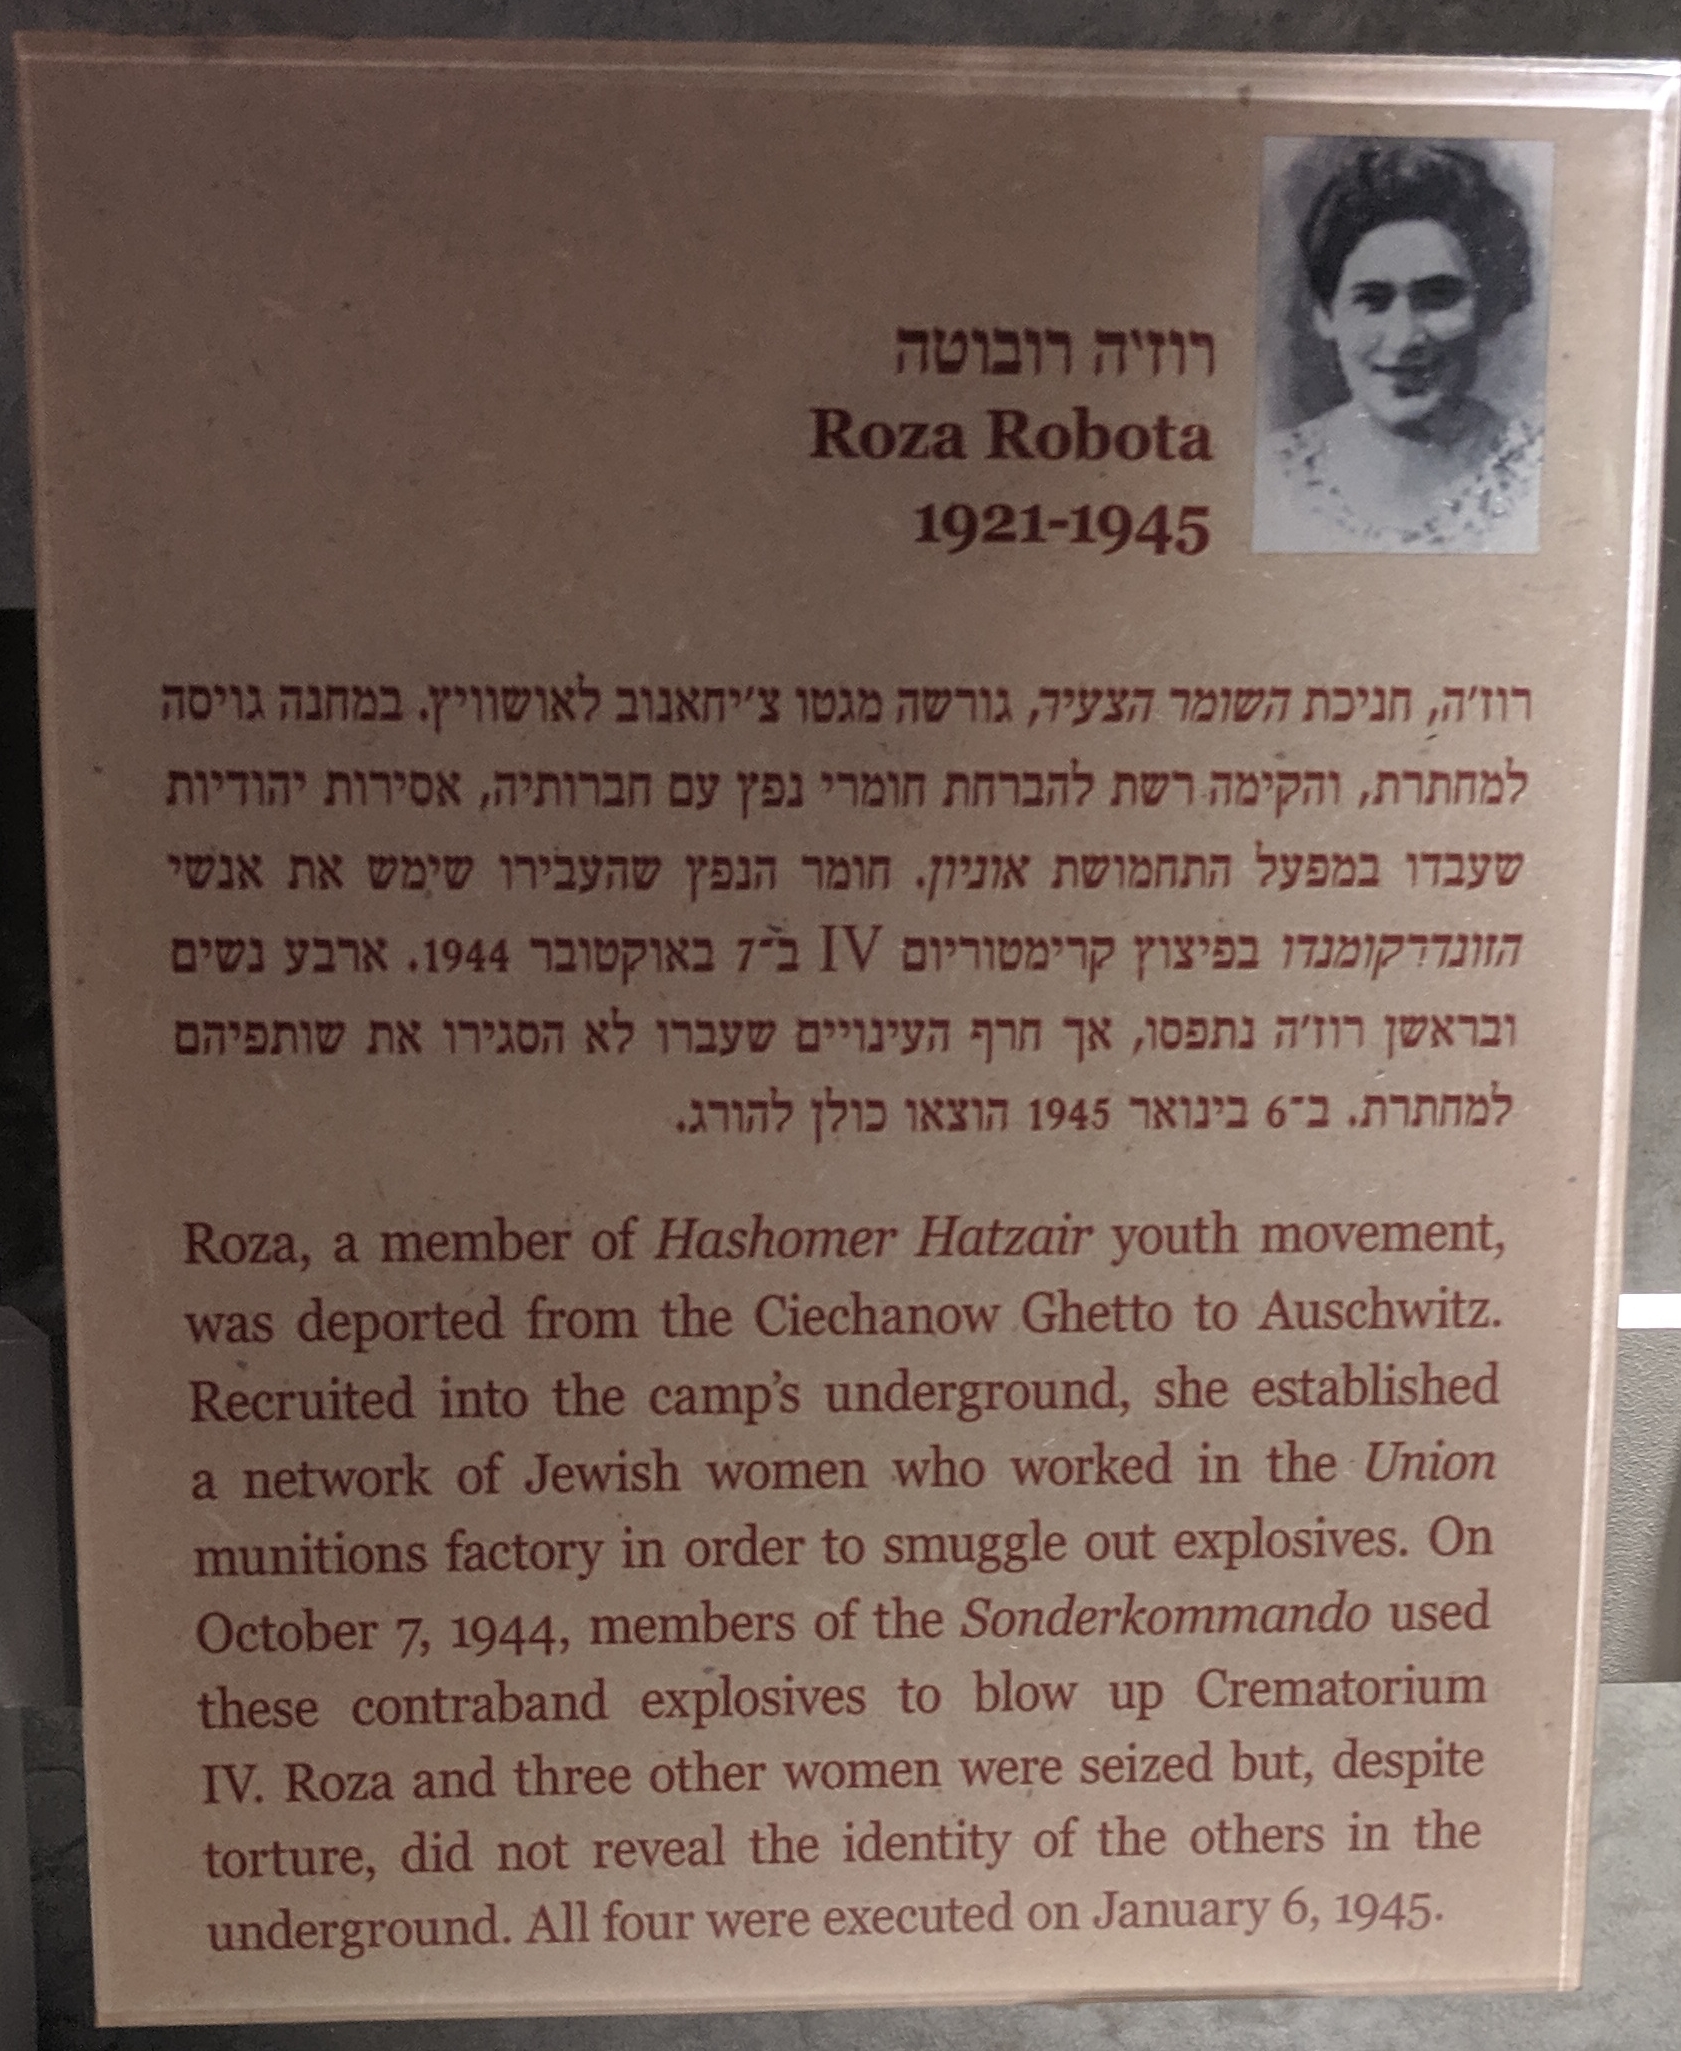 רוז'ה רובוטה
Roza Robota
1921-1945
רוז'ה, חניכת השומר הצעיר, גורשה מגטו צ'יחאנוב לאושוויץ. במחנה גויסה
למחתרת, והקימה רשת להברחת חומרי נפץ עם חברותיה, אסירות יהודיות
שעבדו במפעל התחמושת אוניון. חומר הנפץ שהעבירו שימש את אנשי
הזונדרקומנדו בפיצוץ קרימטוריום IV ב־7 באוקטובר 1944. ארבע נשים
ובראשן רוז'ה נתפסו, אך חרף העינויים שעברו לא הסגירו את שותפיהם
למחתרת. ב־6 בינואר 1945 הוצאו כולן להורג.
Roza, a member of Hashomer Hatzair youth movement,
was deported from the Ciechanow Ghetto to Auschwitz.
Recruited into the camp's underground, she established
a network of Jewish women who worked in the Union
munitions factory in order to smuggle out explosives. On
October 7, 1944, members of the Sonderkommando used
these contraband explosives to blow up Crematorium
IV. Roza and three other women were seized but, despite
torture, did not reveal the identity of the others in the
underground. All four were executed on January 6, 1945.